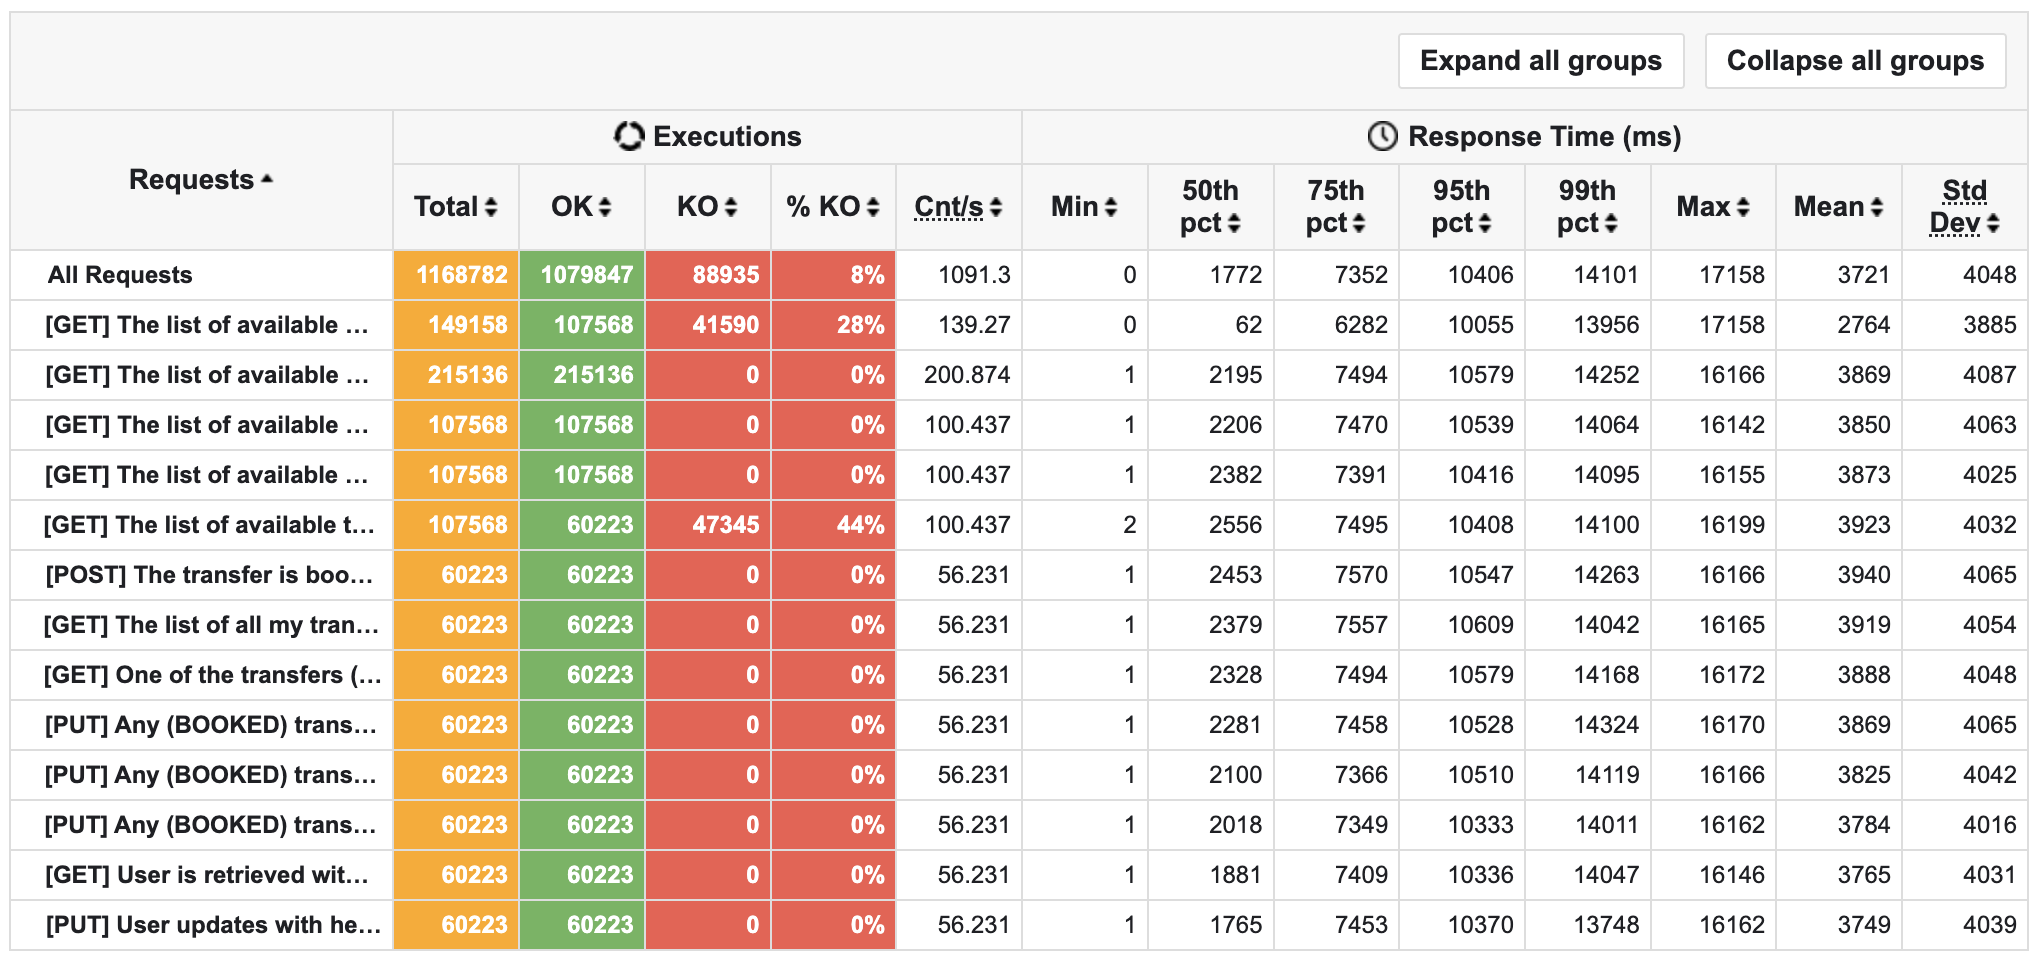 Expand all groups Collapse all groups
Requests Executions Response Time (ms)
Total OK KO % KO Cnt/s Min 50th pct 75th pct 95th pct 99th pct Max Mean Std Dev
All Requests 1168782 1079847 88935 8% 1091.3 0 1772 7352 10406 14101 17158 3721 4048
[GET] The list of available … 149158 107568 41590 28% 139.27 0 62 6282 10055 13956 17158 2764 3885
[GET] The list of available … 215136 215136 0 0% 200.874 1 2195 7494 10579 14252 16166 3869 4087
[GET] The list of available … 107568 107568 0 0% 100.437 1 2206 7470 10539 14064 16142 3850 4063
[GET] The list of available … 107568 107568 0 0% 100.437 1 2382 7391 10416 14095 16155 3873 4025
[GET] The list of available t… 107568 60223 47345 44% 100.437 2 2556 7495 10408 14100 16199 3923 4032
[POST] The transfer is boo… 60223 60223 0 0% 56.231 1 2453 7570 10547 14263 16166 3940 4065
[GET] The list of all my tran… 60223 60223 0 0% 56.231 1 2379 7557 10609 14042 16165 3919 4054
[GET] One of the transfers (… 60223 60223 0 0% 56.231 1 2328 7494 10579 14168 16172 3888 4048
[PUT] Any (BOOKED) trans… 60223 60223 0 0% 56.231 1 2281 7458 10528 14324 16170 3869 4065
[PUT] Any (BOOKED) trans… 60223 60223 0 0% 56.231 1 2100 7366 10510 14119 16166 3825 4042
[PUT] Any (BOOKED) trans… 60223 60223 0 0% 56.231 1 2018 7349 10333 14011 16162 3784 4016
[GET] User is retrieved wit… 60223 60223 0 0% 56.231 1 1881 7409 10336 14047 16146 3765 4031
[PUT] User updates with he… 60223 60223 0 0% 56.231 1 1765 7453 10370 13748 16162 3749 4039